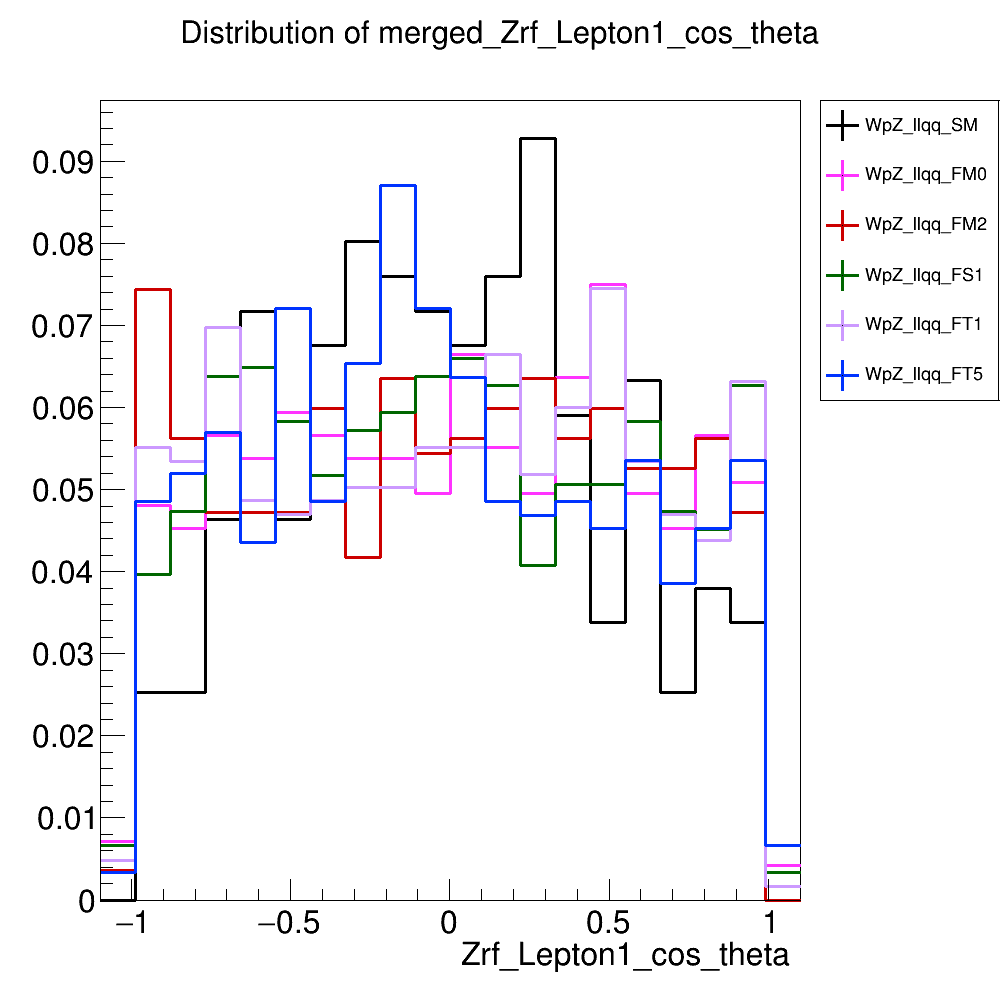 Distribution of merged_Zrf_Lepton1_cos_theta
WpZ_llqq_SM
WpZ_llqq_FM0
WpZ_llqq_FM2
WpZ_llqq_FS1
WpZ_llqq_FT1
WpZ_llqq_FT5
0.09
0.08
0.07
0.06
0.05
0.04
0.03
0.02
0.01
0
−1
−0.5
0
0.5
1
Zrf_Lepton1_cos_theta